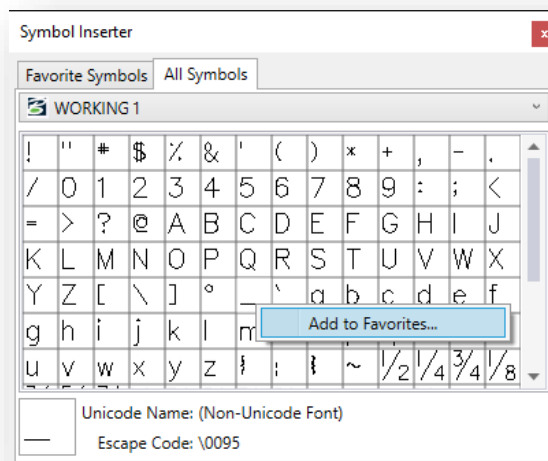 Symbol Inserter
x
Favorite Symbols All Symbols
WORKING 1
! " # $ % & ' ( ) * + , - .
/ 0 1 2 3 4 5 6 7 8 9 : ; <
= > ? @ A B C D E F G H I J
K L M N O P Q R S T U V W X
Y Z [ \ ] ° _ ` a b c d e f
g h i j k l m
Add to Favorites...
u v w x y z { ¦ } ~ 1/2 1/4 3/4 1/8
Unicode Name: (Non-Unicode Font)
Escape Code: \0095